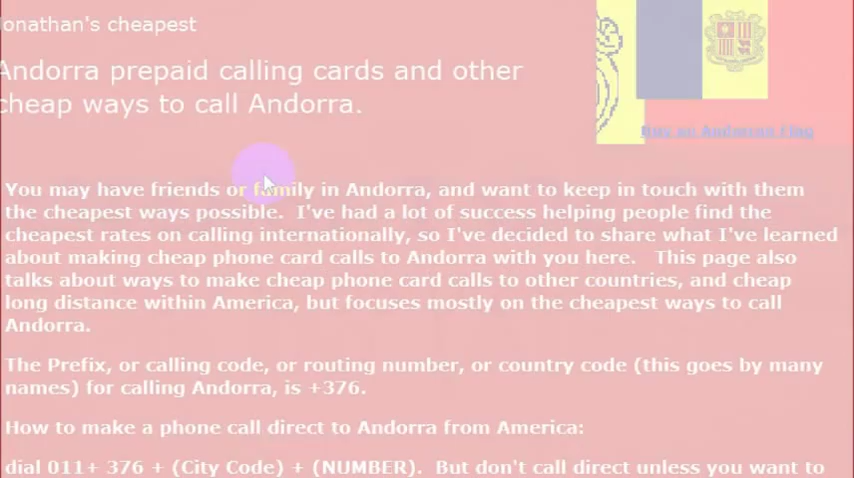 onathan's cheapest
Andorra prepaid calling cards and other
cheap ways to call Andorra.
Buy an Andorran Flag
You may have friends or family in Andorra, and want to keep in touch with them
the cheapest ways possible.  I've had a lot of success helping people find the
cheapest rates on calling internationally, so I've decided to share what I've learned
about making cheap phone card calls to Andorra with you here.   This page also
talks about ways to make cheap phone card calls to other countries, and cheap
long distance within America, but focuses mostly on the cheapest ways to call
Andorra.
The Prefix, or calling code, or routing number, or country code (this goes by many
names) for calling Andorra, is +376.
How to make a phone call direct to Andorra from America:
dial 011+ 376 + (City Code) + (NUMBER).  But don't call direct unless you want to